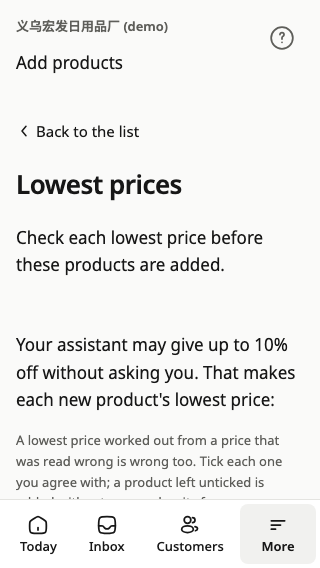 义乌宏发日用品厂 (demo)
Add products
Back to the list
Lowest prices
Check each lowest price before
these products are added.
Your assistant may give up to 10%
off without asking you. That makes
each new product's lowest price:
A lowest price worked out from a price that
was read wrong is wrong too. Tick each one
you agree with; a product left unticked is
Today
Inbox
Customers
More